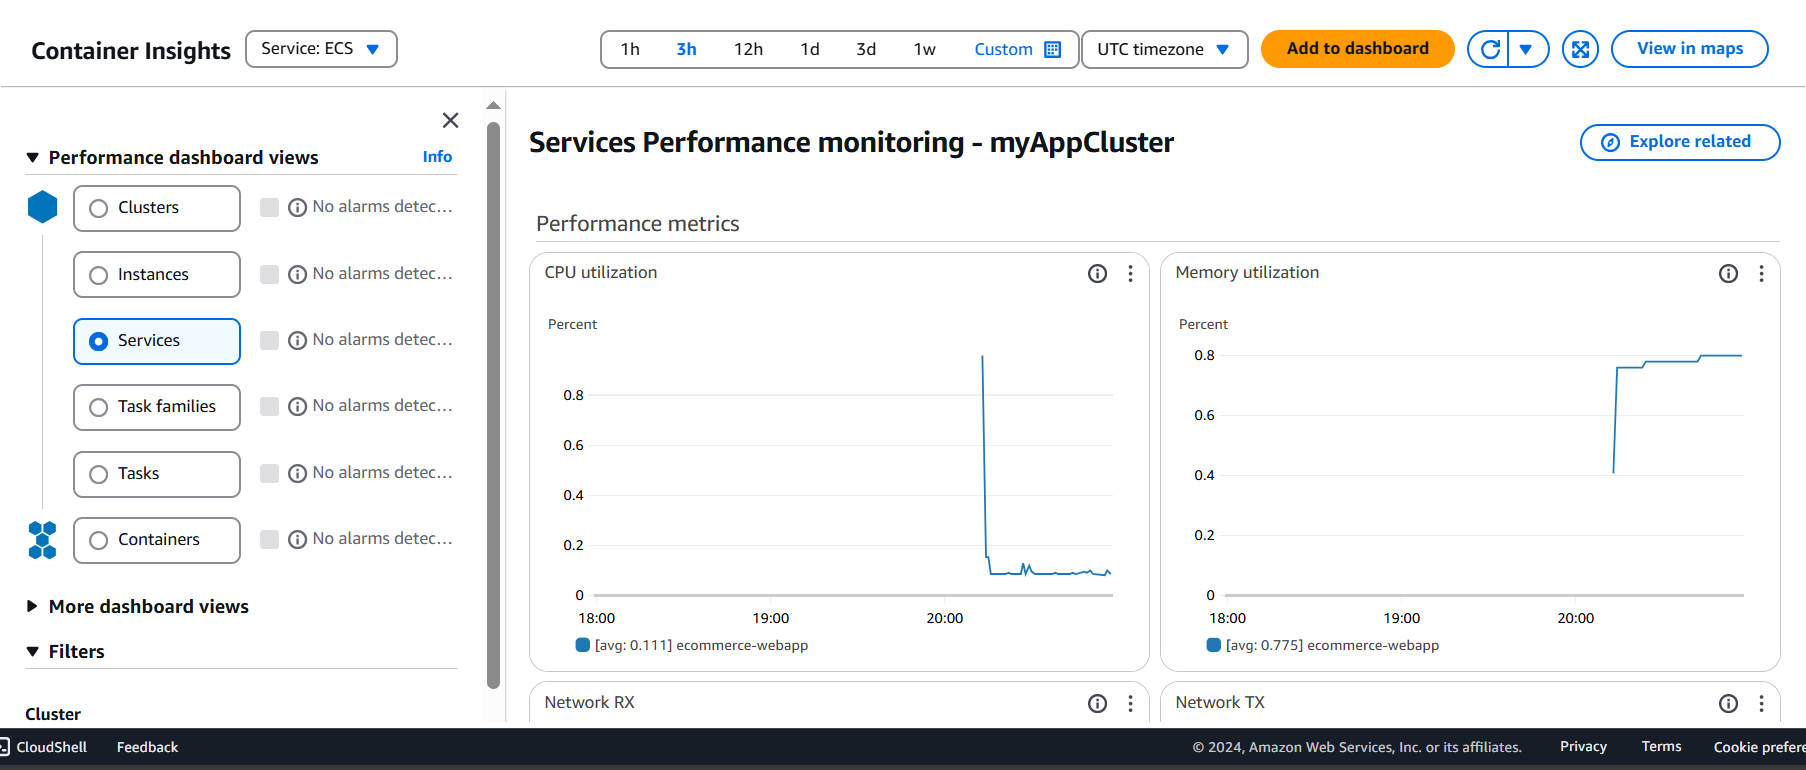 Container Insights
Service: ECS
1h 3h 12h 1d 3d 1w Custom
UTC timezone
Add to dashboard
View in maps
Performance dashboard views
Info
Clusters
No alarms detec...
Instances
No alarms detec...
Services
No alarms detec...
Task families
No alarms detec...
Tasks
No alarms detec...
Containers
No alarms detec...
More dashboard views
Filters
Cluster
Services Performance monitoring - myAppCluster
Explore related
Performance metrics
CPU utilization
Percent
0.8
0.6
0.4
0.2
0
18:00 19:00 20:00
[avg: 0.111] ecommerce-webapp
Memory utilization
Percent
0.8
0.6
0.4
0.2
0
18:00 19:00 20:00
[avg: 0.775] ecommerce-webapp
Network RX
Network TX
CloudShell
Feedback
© 2024, Amazon Web Services, Inc. or its affiliates.
Privacy
Terms
Cookie prefere